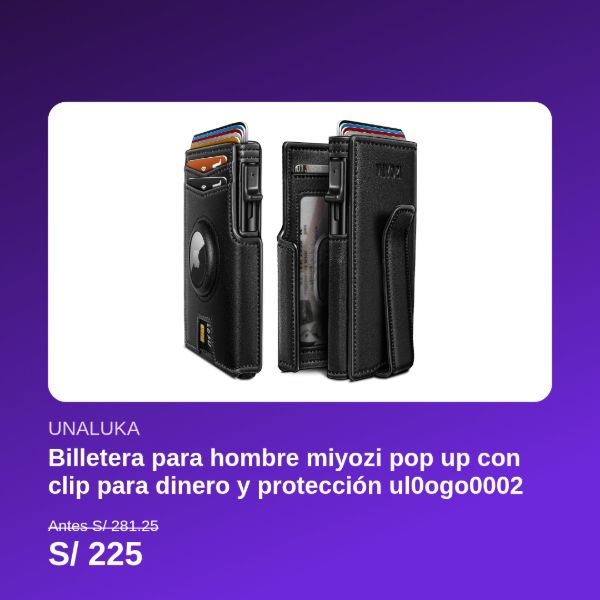 UNALUKA
Billetera para hombre miyozi pop up con
clip para dinero y protección ul0ogo0002
Antes S/ 281.25
S/ 225